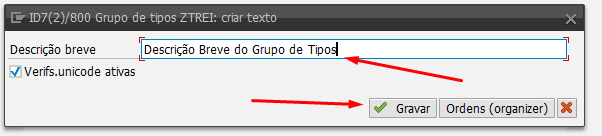 ID7(2)/800 Grupo de tipos ZTREI: criar texto
Descrição breve Descrição Breve do Grupo de Tipos
Verifs.unicode ativas
Gravar Ordens (organizer)